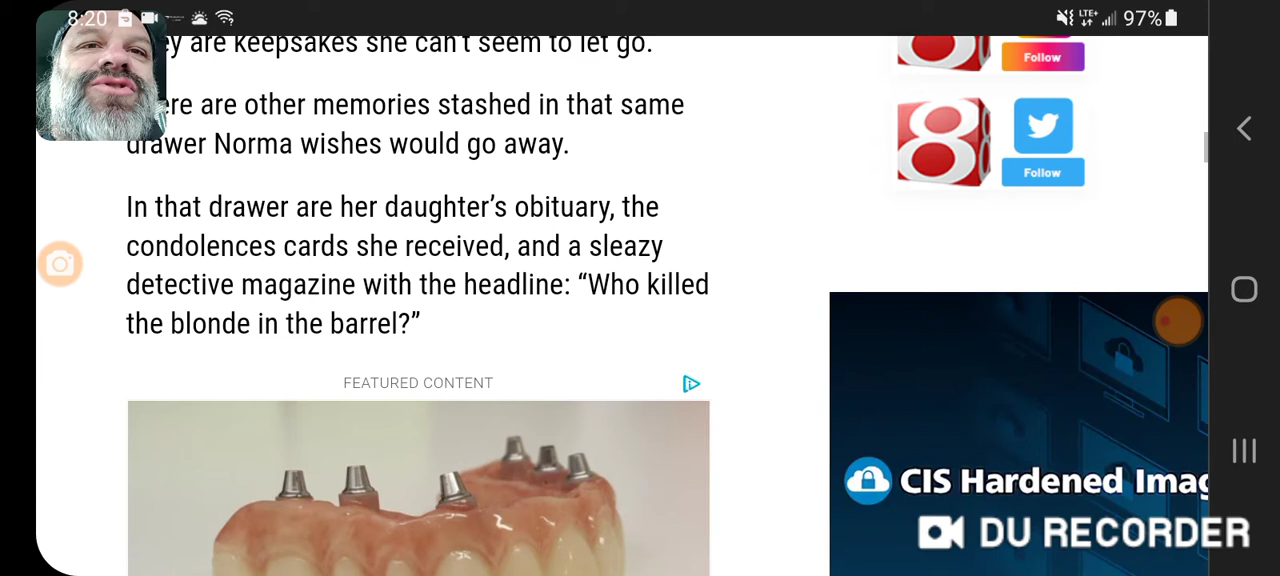 8:20
LTE+ 97%
ey are keepsakes she can't seem to let go.
ere are other memories stashed in that same
drawer Norma wishes would go away.
In that drawer are her daughter’s obituary, the
condolences cards she received, and a sleazy
detective magazine with the headline: “Who killed
the blonde in the barrel?”
FEATURED CONTENT
8
Follow
8
Follow
CIS Hardened Imag
DU RECORDER